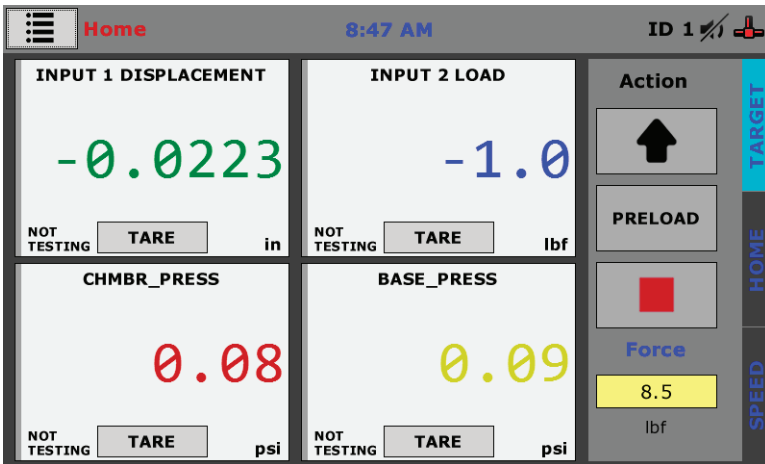 Home
8:47 AM
ID 1
INPUT 1 DISPLACEMENT
-0.0223
NOT
TESTING
TARE
in
INPUT 2 LOAD
-1.0
NOT
TESTING
TARE
lbf
CHMBR_PRESS
0.08
NOT
TESTING
TARE
psi
BASE_PRESS
0.09
NOT
TESTING
TARE
psi
Action
PRELOAD
Force
8.5
lbf
TARGET
HOME
SPEED